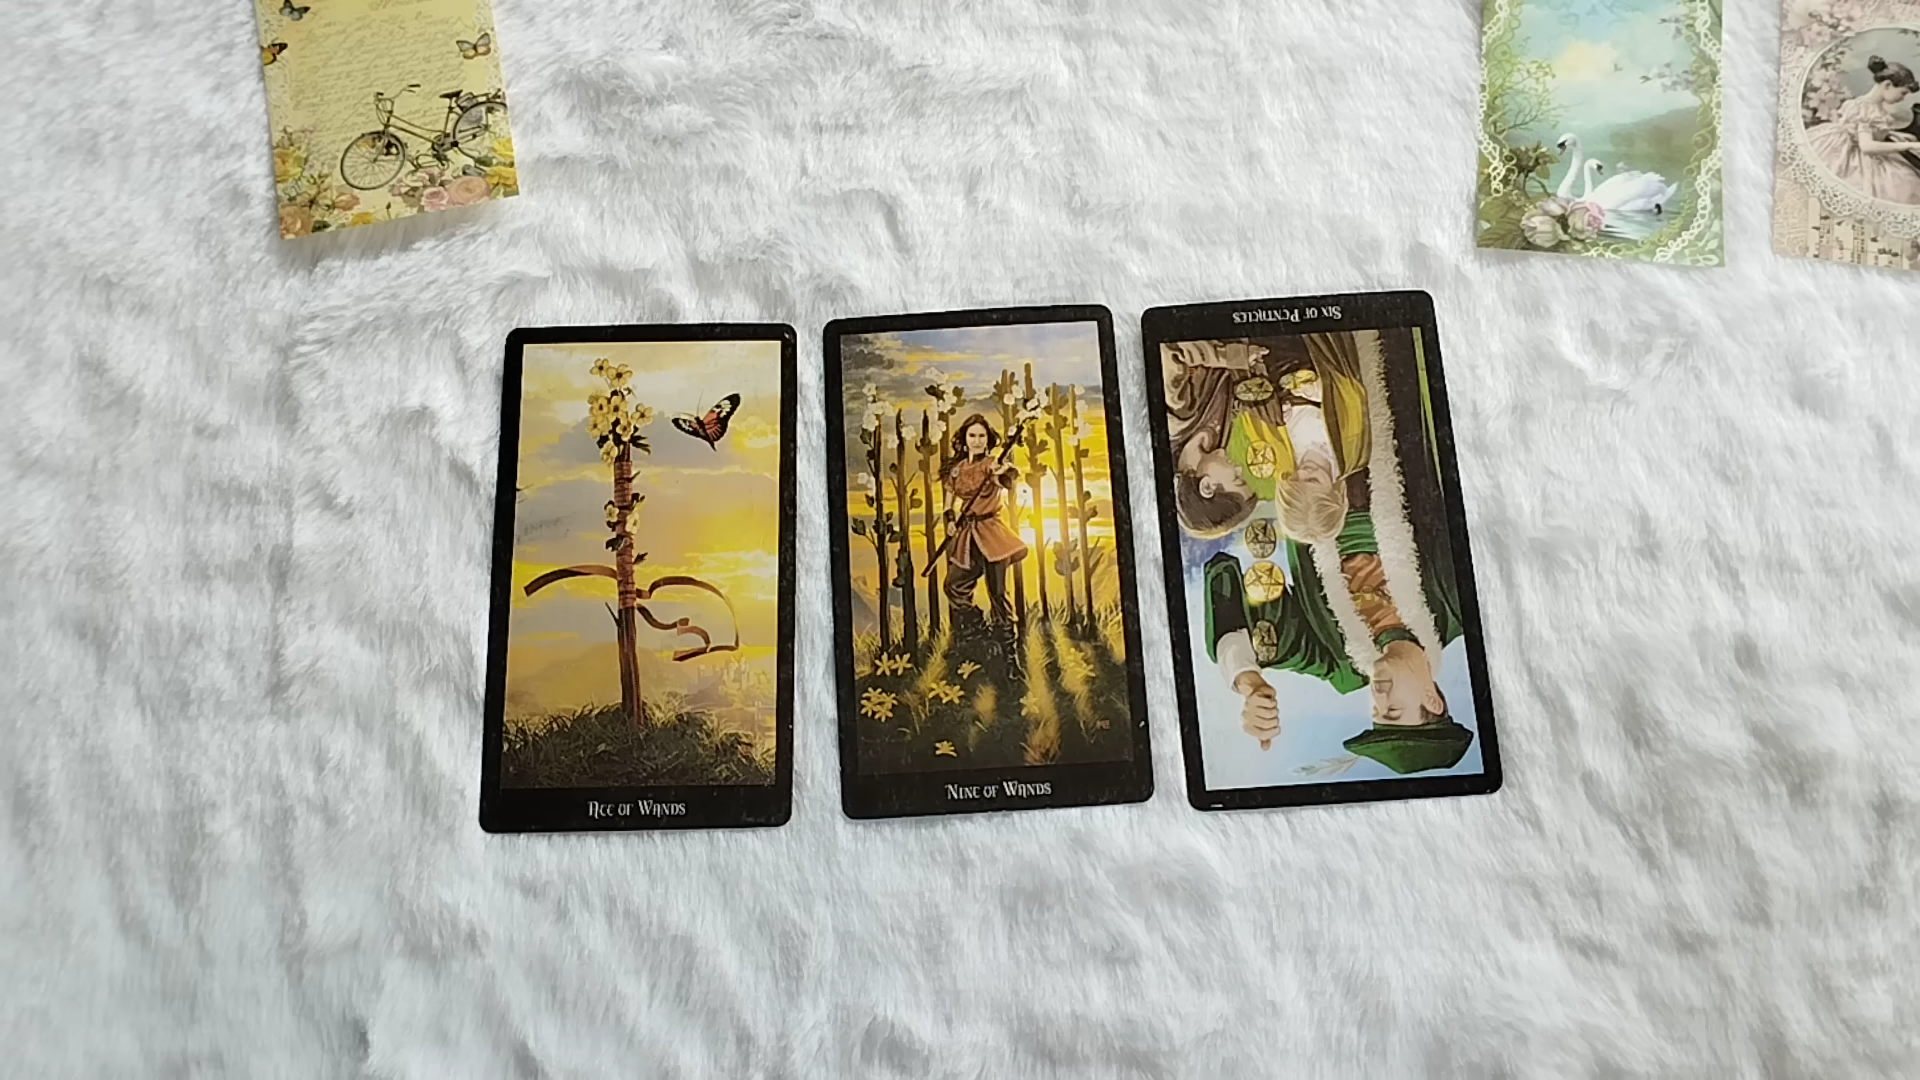 Ace of Wands
Nine of Wands
Six of Pentacles